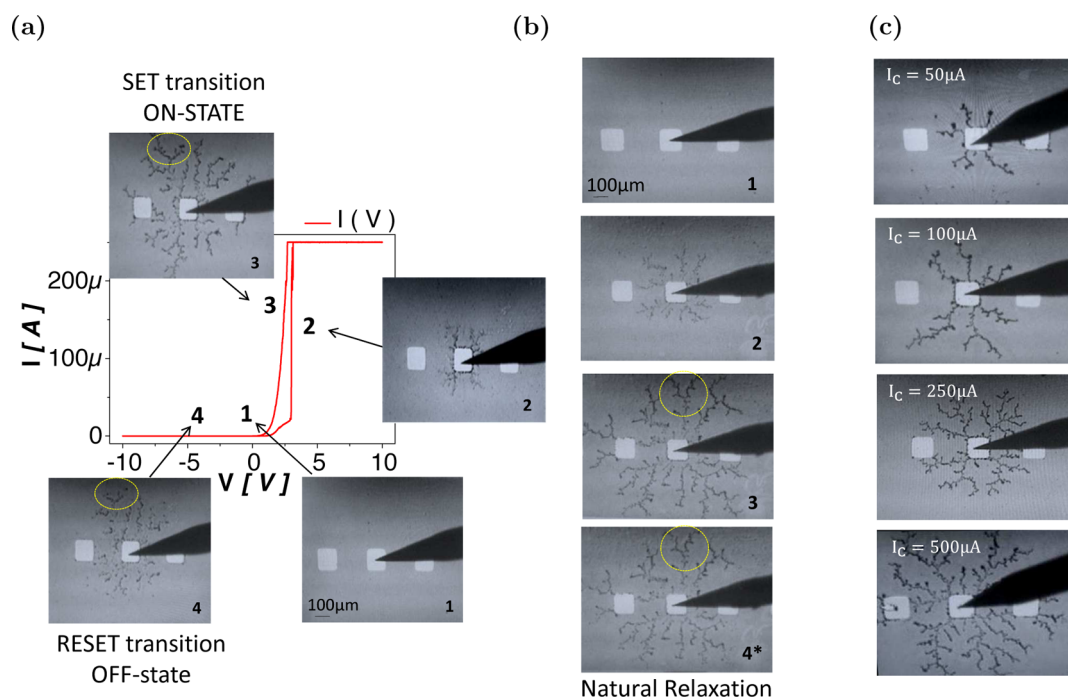 (a)
SET transition
ON-STATE
3
I ( V )
200µ
100µ
0
I [ A ]
3
2
4
1
2
-10
-5
0
5
10
V [ V ]
4
100µm
1
RESET transition
OFF-state
(b)
100µm
1
2
3
4*
Natural Relaxation
(c)
I_C = 50µA
I_C = 100µA
I_C = 250µA
I_C = 500µA